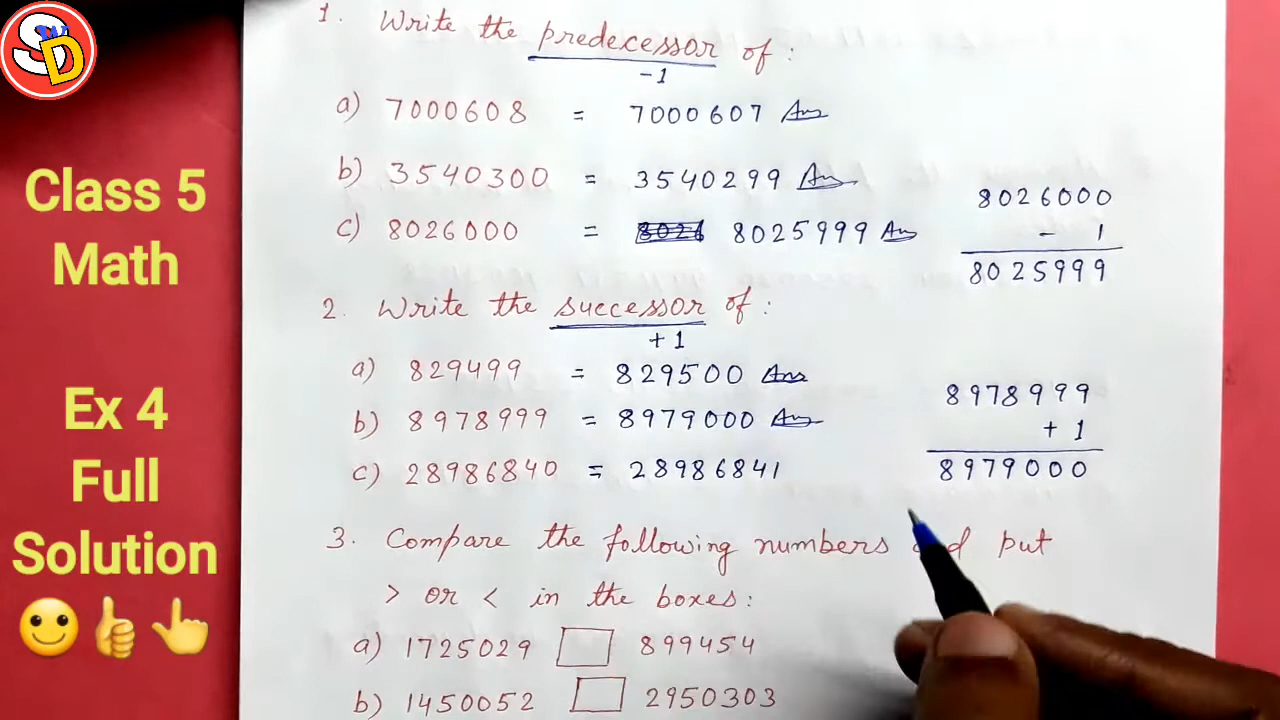 SWD
Class 5
Math
Ex 4
Full
Solution
1. Write the predecessor of :
-1
a) 7000608 = 7000607 Ans
b) 3540300 = 3540299 Ans
c) 8026000 = 8026 8025999 Ans
8026000
- 1
8025999
2. Write the successor of :
+ 1
a) 829499 = 829500 Ans
b) 8978999 = 8979000 Ans
c) 28986840 = 28986841
8978999
+ 1
8979000
3. Compare the following numbers and put
> or < in the boxes :
a) 1725029 899454
b) 1450052 2950303